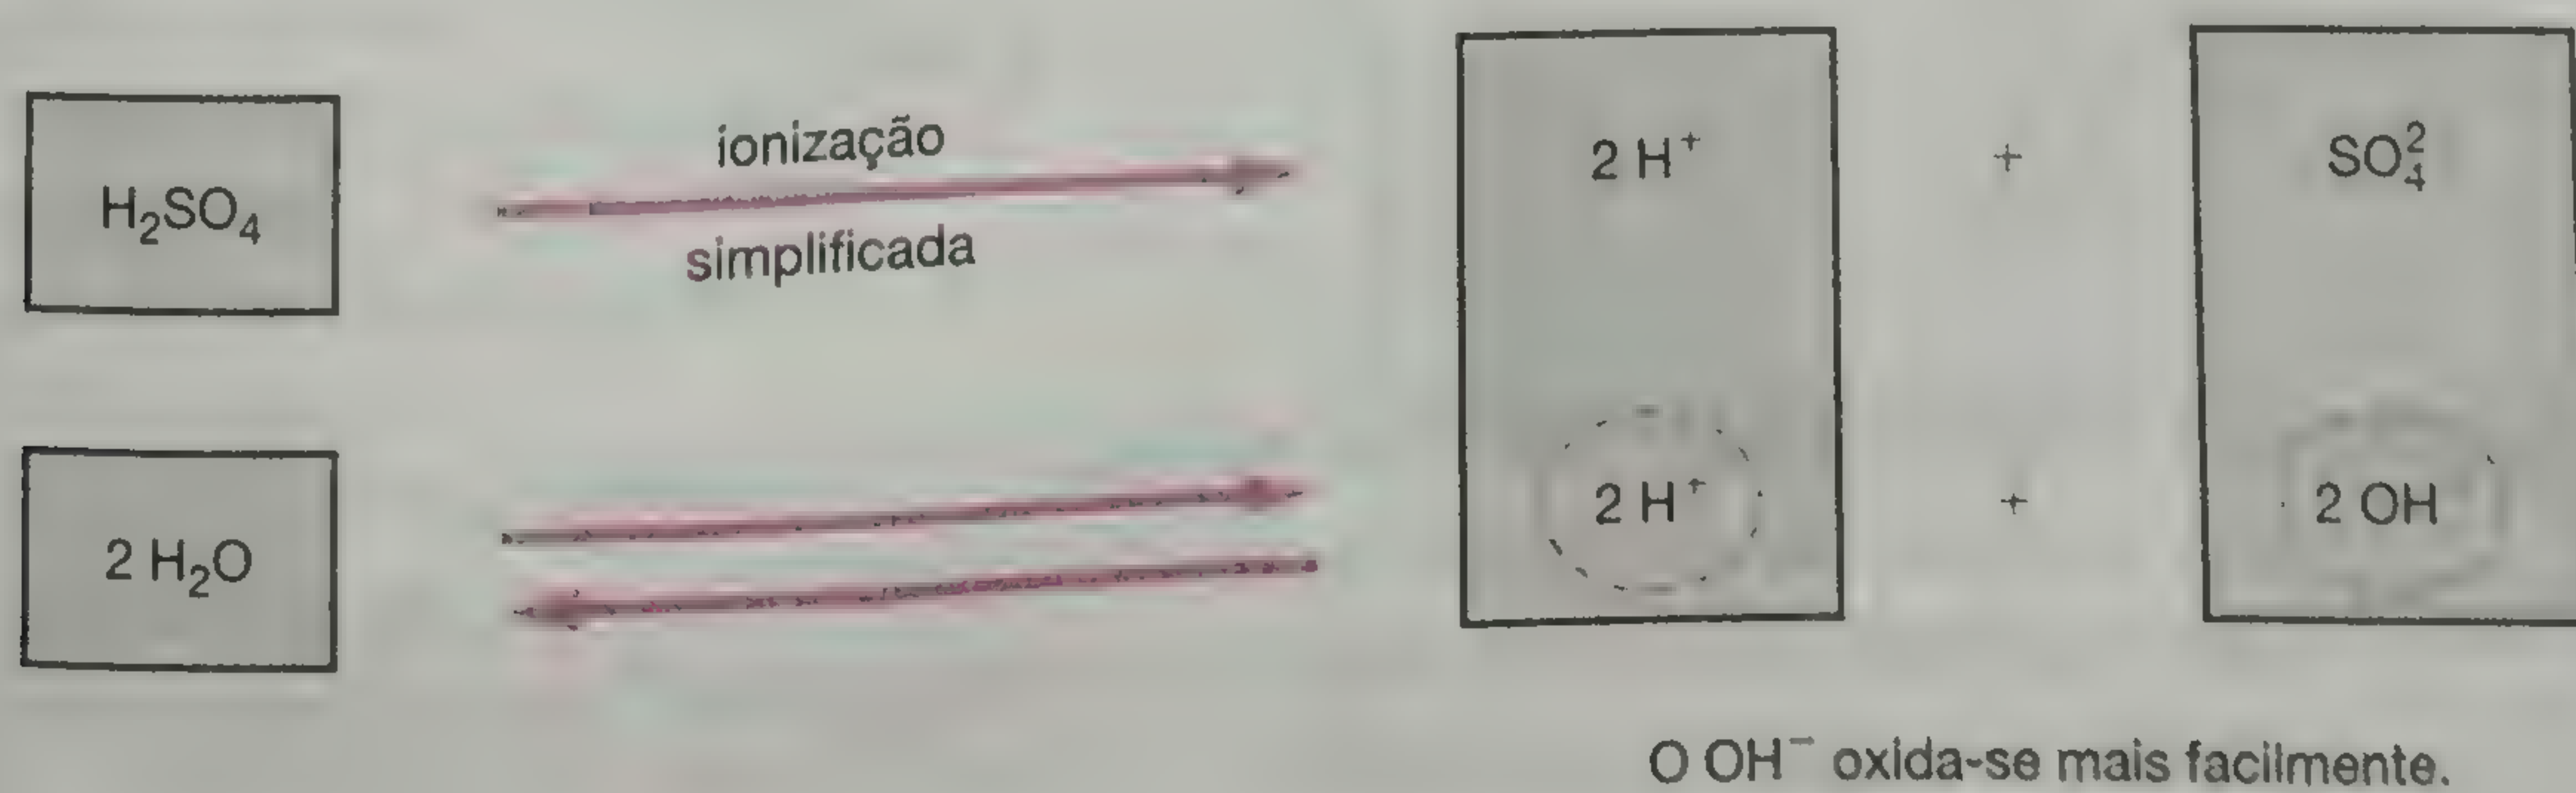 H₂SO₄ ionização simplificada 2 H⁺ + SO₄²
2 H₂O 2 H⁺ + 2 OH
O OH⁻ oxida-se mais facilmente.